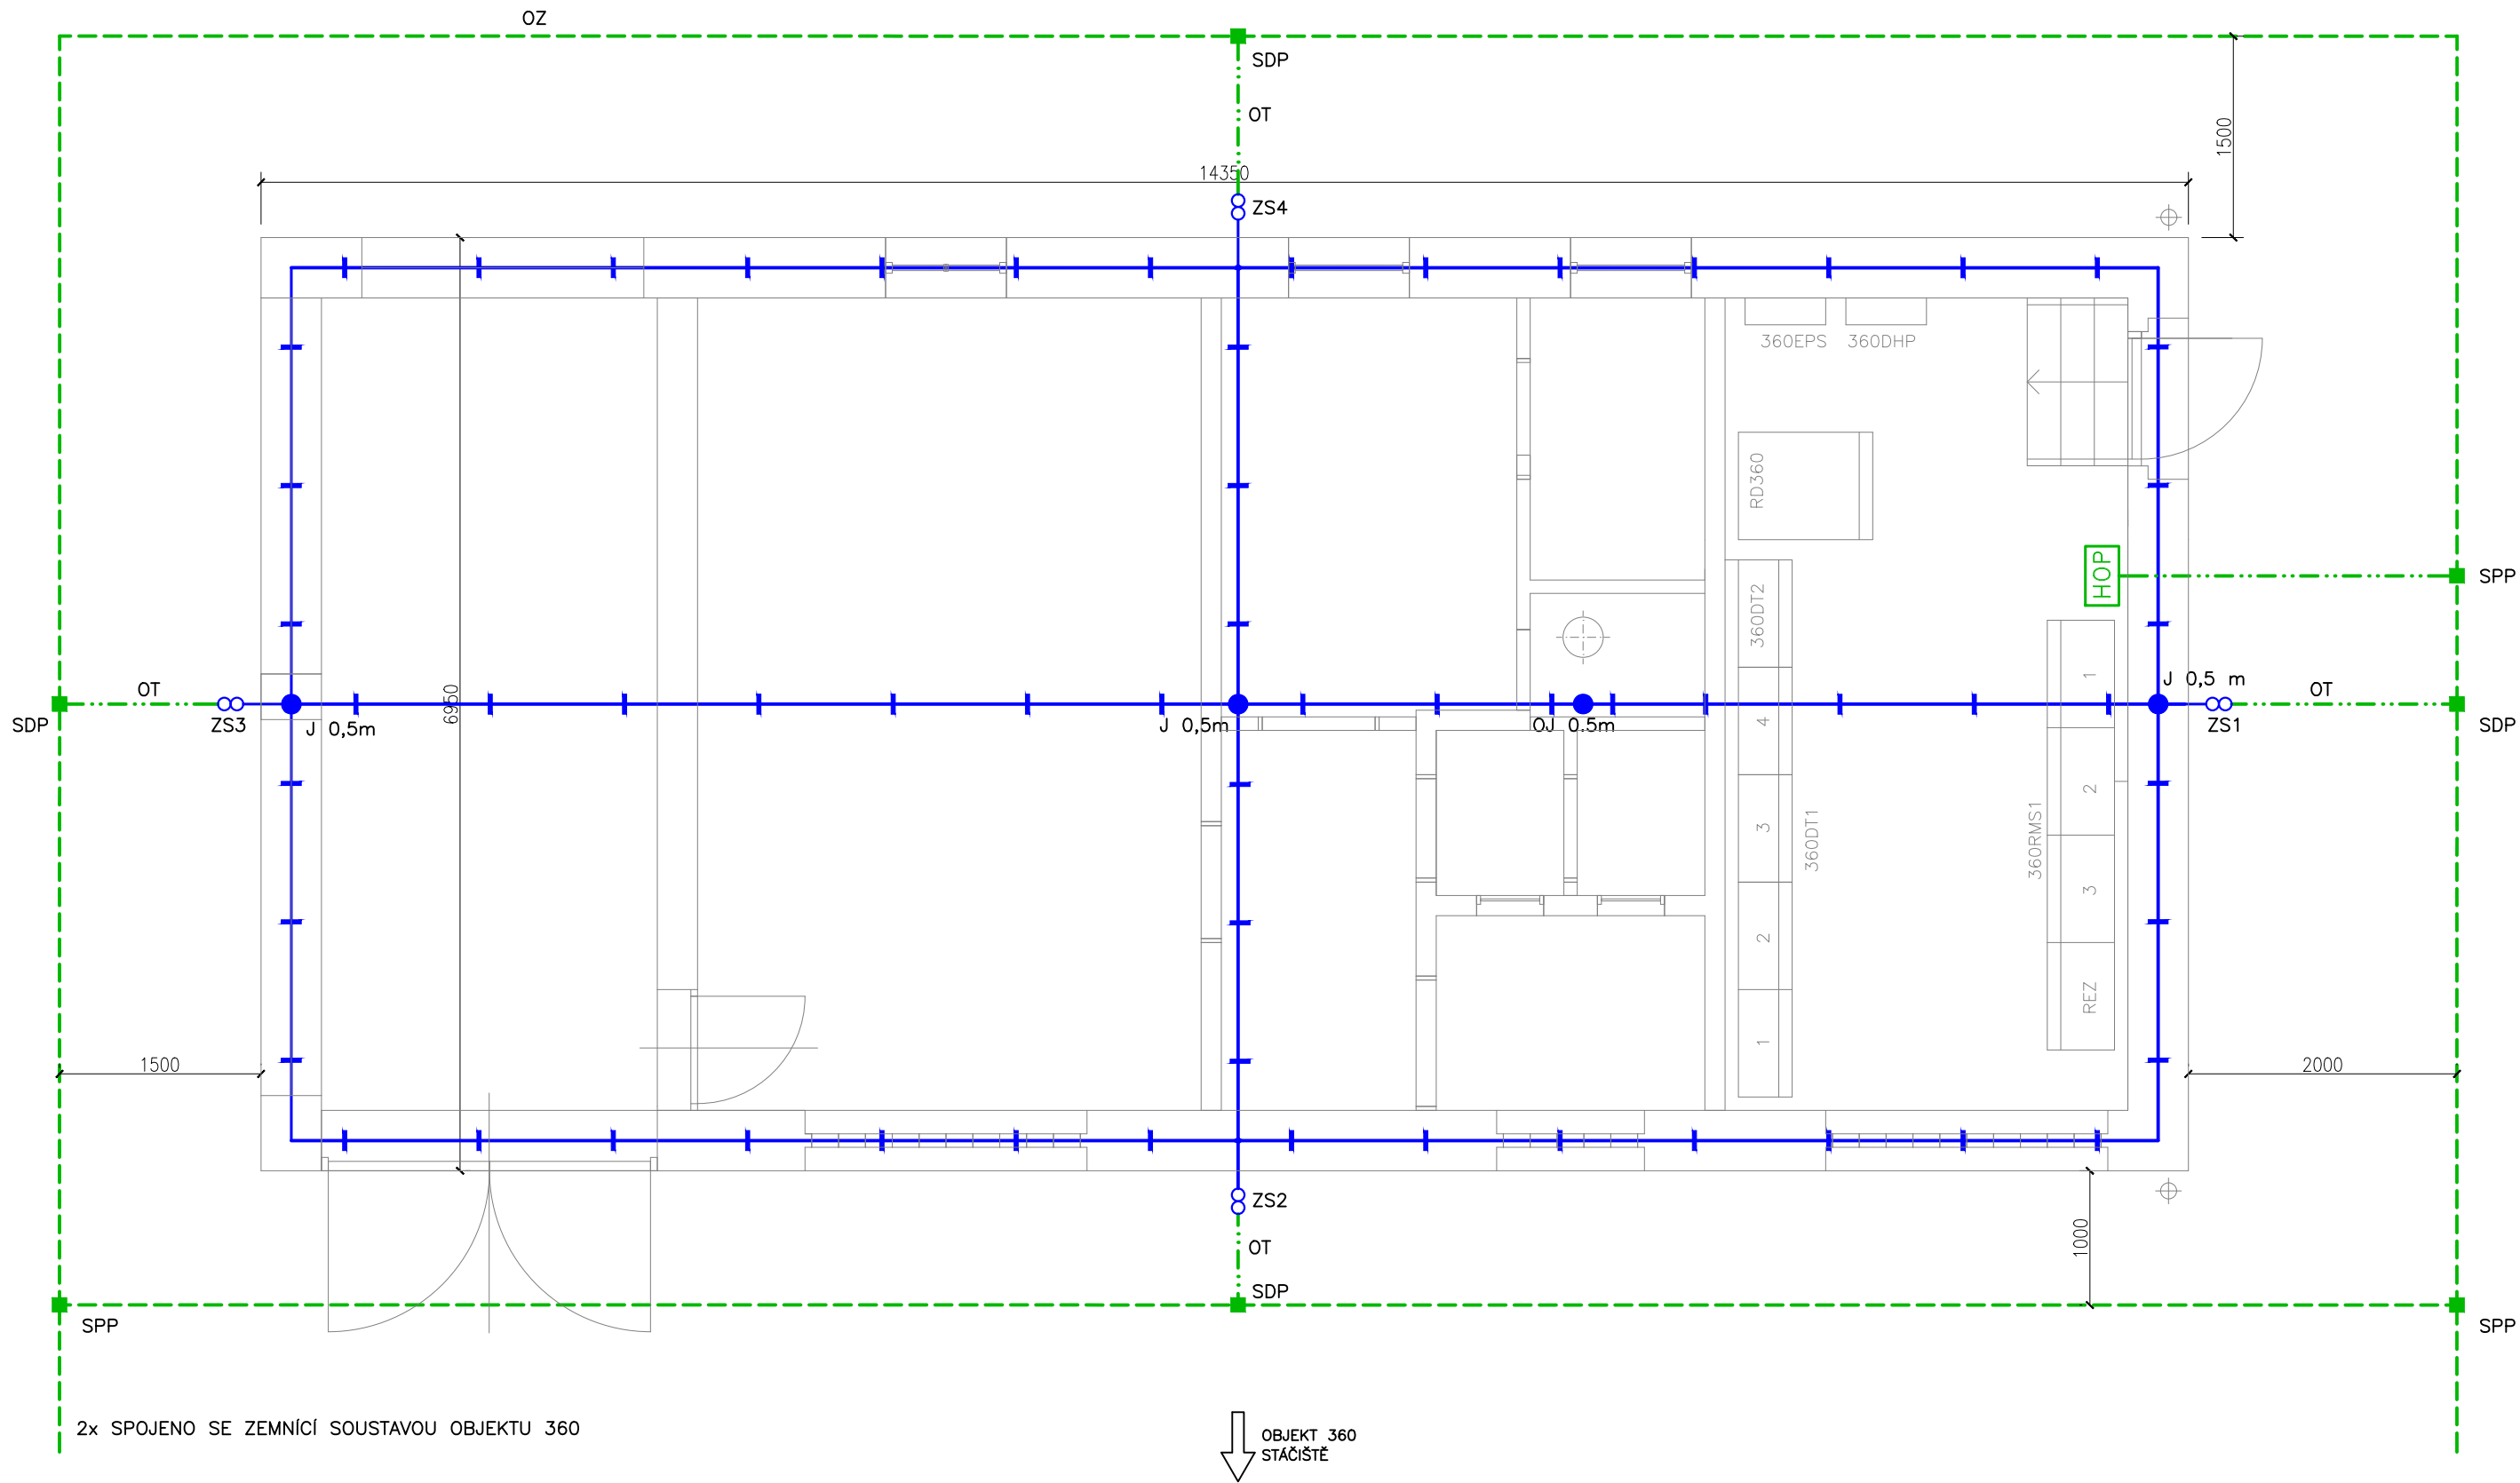 OZ
SDP
OT
1500
14350
ZS4
360EPS
360DHP
RD360
HOP
SPP
360DT2
1
J 0,5 m
OT
OT
6950
4
SDP
ZS3
J 0,5m
J 0,5m
OJ 0.5m
ZS1
SDP
2
360DT1
3
360RMS1
3
2
REZ
1
1500
2000
ZS2
1000
OT
SDP
SPP
SPP
2x SPOJENO SE ZEMNÍCÍ SOUSTAVOU OBJEKTU 360
OBJEKT 360
STÁČIŠTĚ